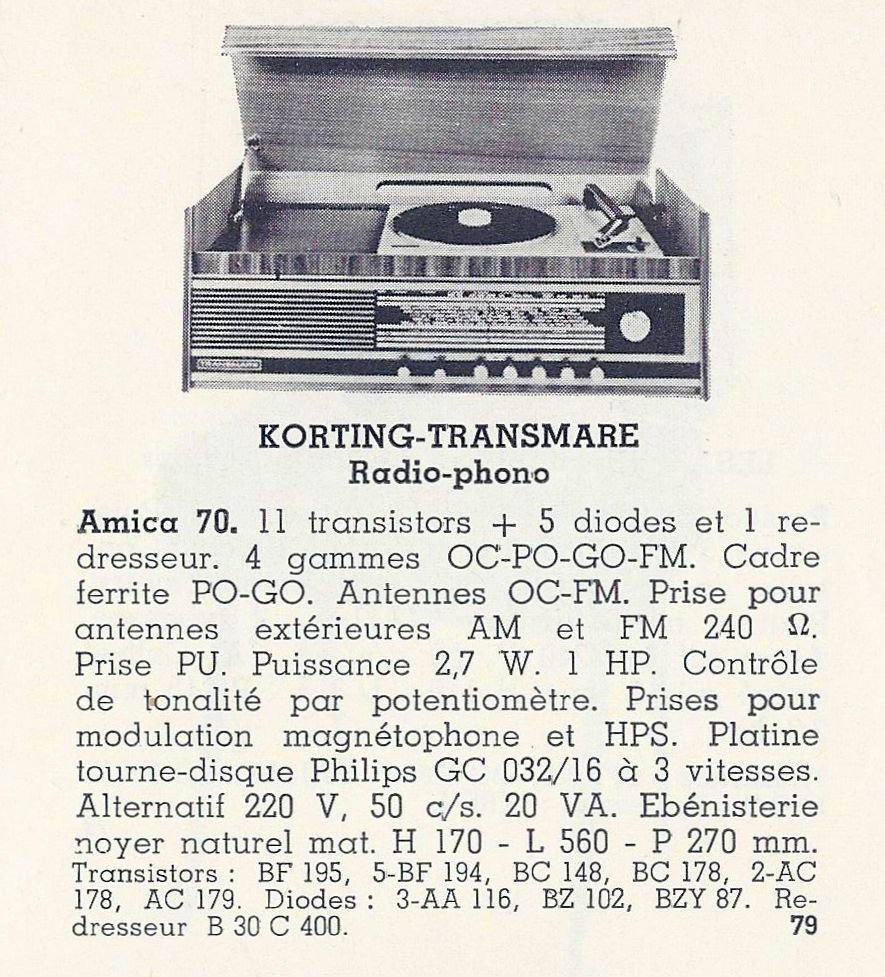 TRANSMARE
KORTING-TRANSMARE
Radio-phono
Amica 70. 11 transistors + 5 diodes et 1 re-
dresseur. 4 gammes OC-PO-GO-FM. Cadre
ferrite PO-GO. Antennes OC-FM. Prise pour
antennes extérieures AM et FM 240 Ω.
Prise PU. Puissance 2,7 W. 1 HP. Contrôle
de tonalité par potentiomètre. Prises pour
modulation magnétophone et HPS. Platine
tourne-disque Philips GC 032/16 à 3 vitesses.
Alternatif 220 V, 50 c/s. 20 VA. Ebénisterie
noyer naturel mat. H 170 - L 560 - P 270 mm.
Transistors : BF 195, 5-BF 194, BC 148, BC 178, 2-AC
178, AC 179. Diodes : 3-AA 116, BZ 102, BZY 87. Re-
dresseur B 30 C 400.
79